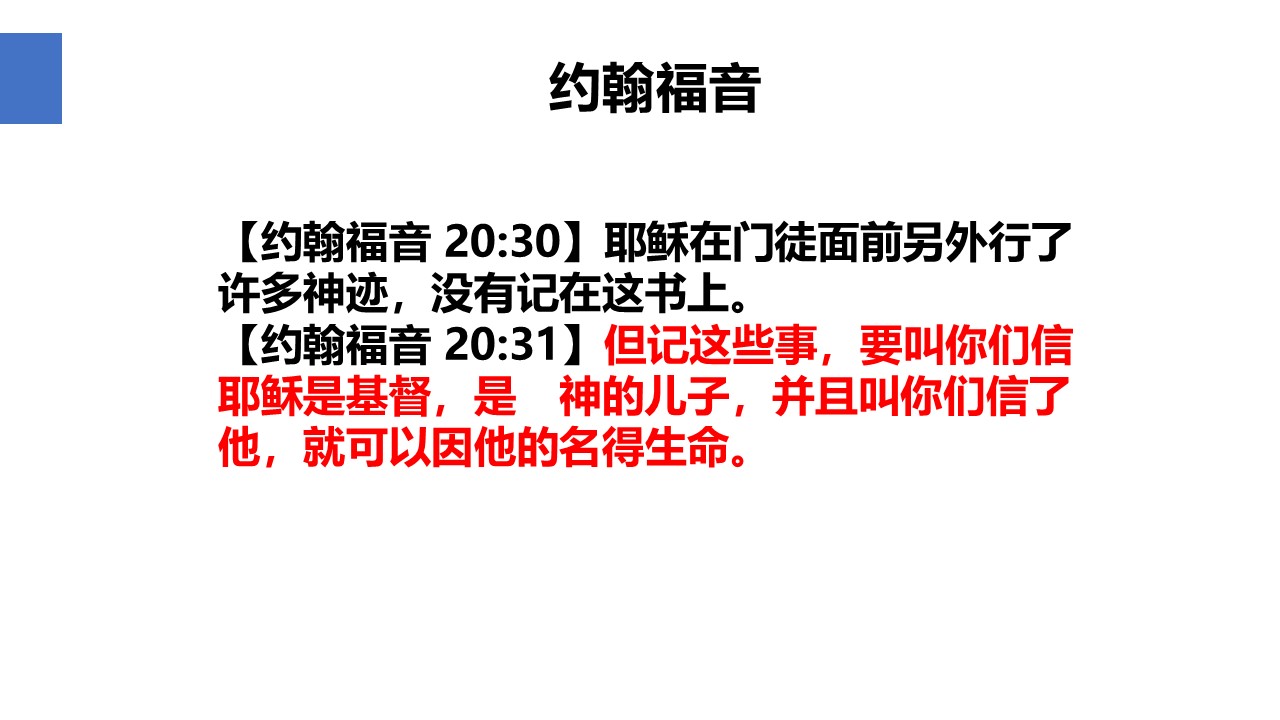 约翰福音
【约翰福音 20:30】耶稣在门徒面前另外行了
许多神迹，没有记在这书上。
【约翰福音 20:31】但记这些事，要叫你们信
耶稣是基督，是　神的儿子，并且叫你们信了
他，就可以因他的名得生命。